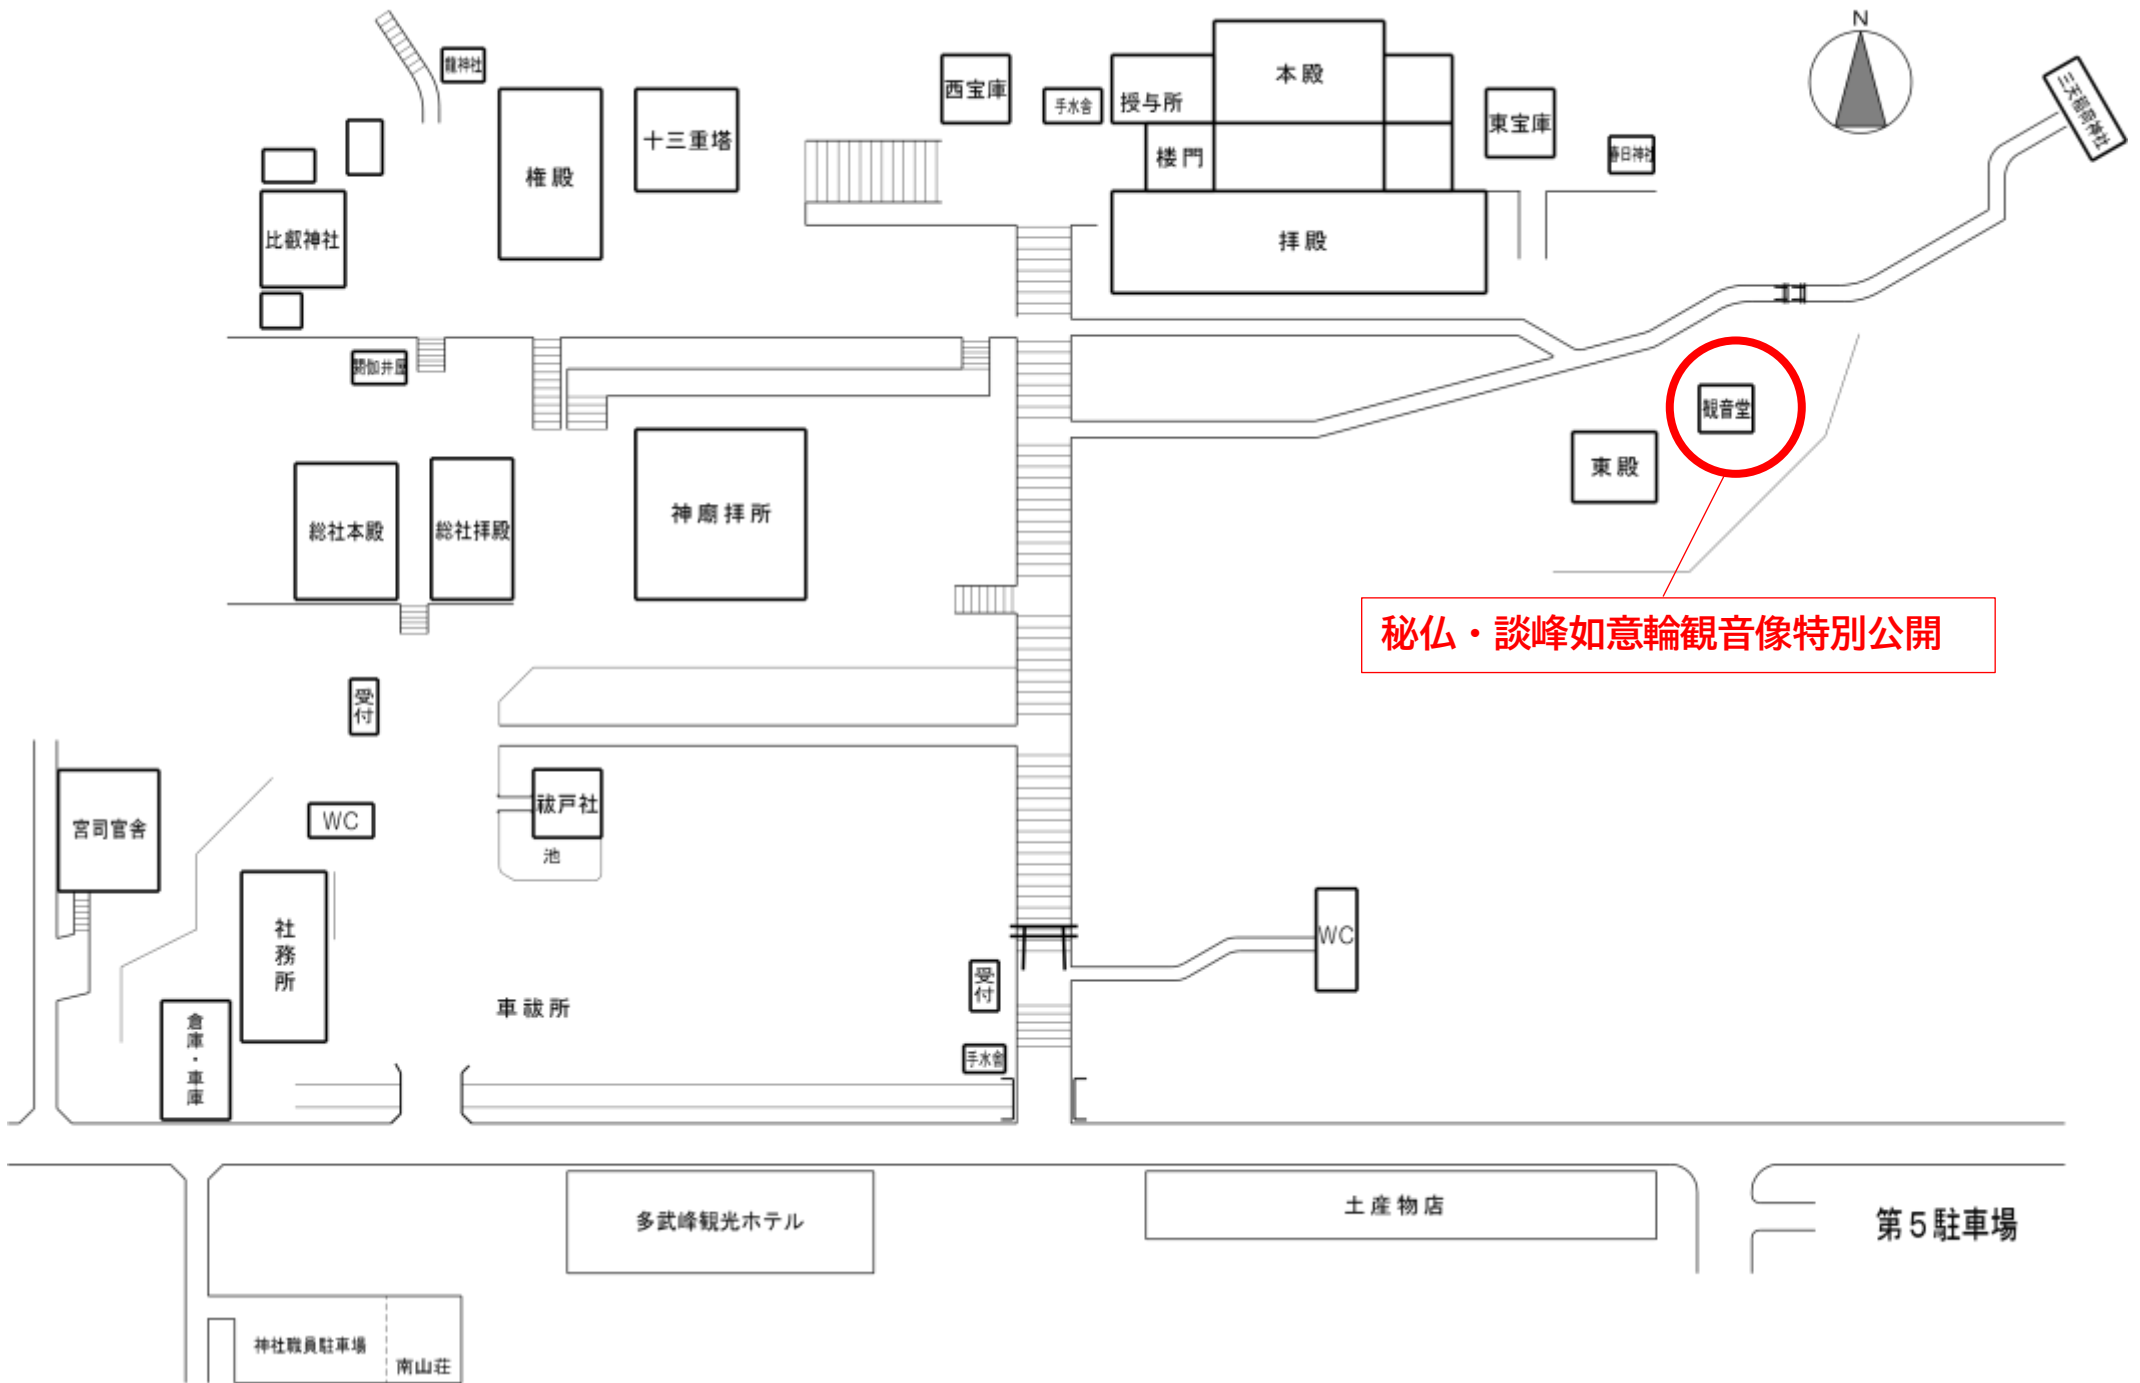 N
龍神社
本殿
西宝庫
手水舎
授与所
東宝庫
三天稲荷神社
十三重塔
権殿
楼門
春日神社
比叡神社
拝殿
閼伽井屋
観音堂
東殿
神廟拝所
総社本殿
総社拝殿
秘仏・談峰如意輪観音像特別公開
受付
祓戸社
WC
宮司官舎
池
社務所
WC
受付
車祓所
倉庫・車庫
手水舎
多武峰観光ホテル
土産物店
第5駐車場
神社職員駐車場
南山荘